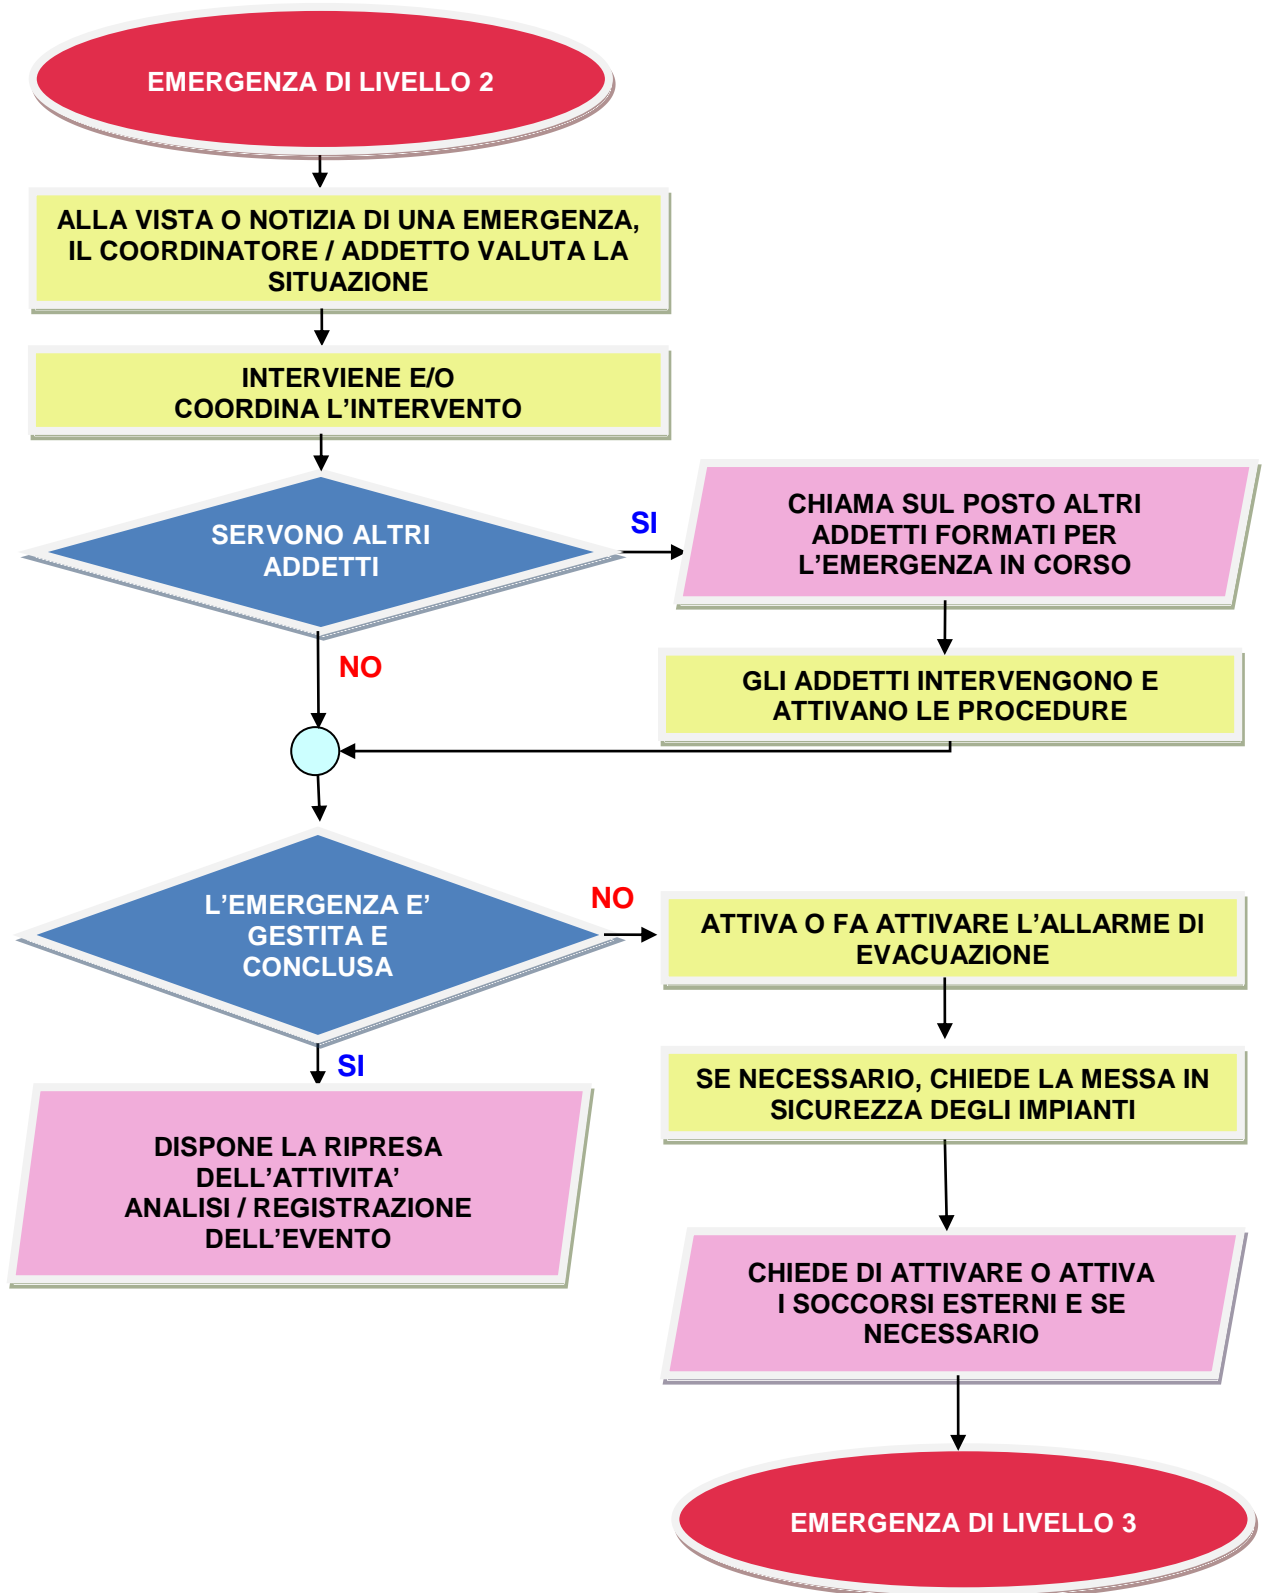 EMERGENZA DI LIVELLO 2
ALLA VISTA O NOTIZIA DI UNA EMERGENZA,
IL COORDINATORE / ADDETTO VALUTA LA
SITUAZIONE
INTERVIENE E/O
COORDINA L'INTERVENTO
SERVONO ALTRI
ADDETTI
SI
CHIAMA SUL POSTO ALTRI
ADDETTI FORMATI PER
L'EMERGENZA IN CORSO
NO
GLI ADDETTI INTERVENGONO E
ATTIVANO LE PROCEDURE
L'EMERGENZA E'
GESTITA E
CONCLUSA
NO
ATTIVA O FA ATTIVARE L'ALLARME DI
EVACUAZIONE
SI
SE NECESSARIO, CHIEDE LA MESSA IN
SICUREZZA DEGLI IMPIANTI
DISPONE LA RIPRESA
DELL'ATTIVITA'
ANALISI / REGISTRAZIONE
DELL'EVENTO
CHIEDE DI ATTIVARE O ATTIVA
I SOCCORSI ESTERNI E SE
NECESSARIO
EMERGENZA DI LIVELLO 3